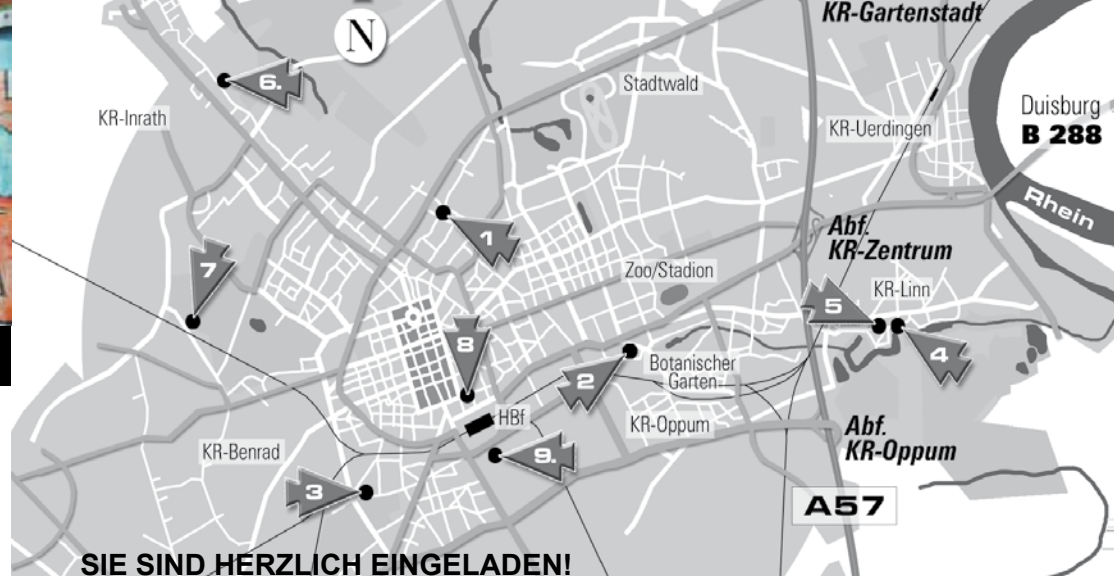 KR-Gartenstadt
N
6.
Stadtwald
KR-Inrath
Duisburg
B 288
KR-Uerdingen
Rhein
1
Abf.
KR-Zentrum
7
Zoo/Stadion
KR-Linn
5
8
4
Botanischer
Garten
2
HBf
KR-Oppum
Abf.
KR-Oppum
KR-Benrad
9.
3
A57
SIE SIND HERZLICH EINGELADEN!